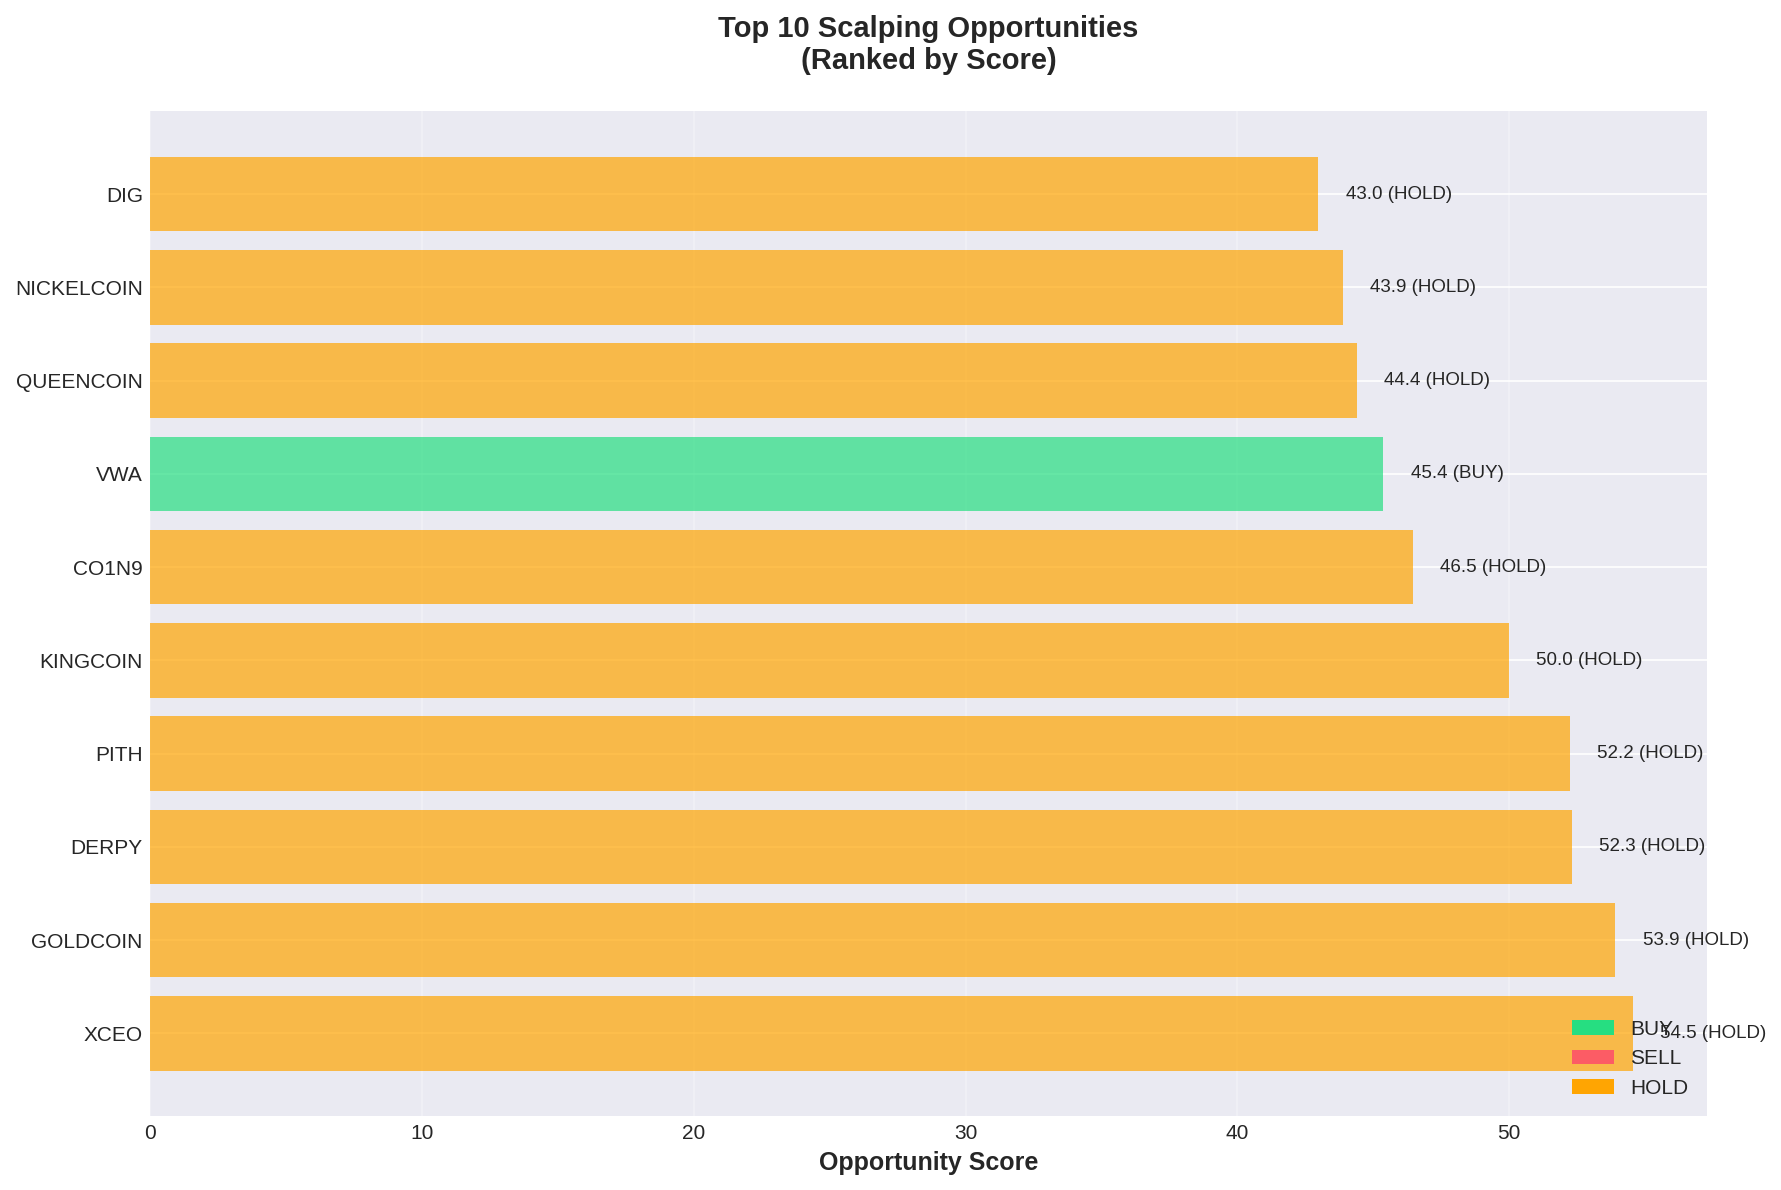 Top 10 Scalping Opportunities
(Ranked by Score)
DIG
43.0 (HOLD)
NICKELCOIN
43.9 (HOLD)
QUEENCOIN
44.4 (HOLD)
VWA
45.4 (BUY)
CO1N9
46.5 (HOLD)
KINGCOIN
50.0 (HOLD)
PITH
52.2 (HOLD)
DERPY
52.3 (HOLD)
GOLDCOIN
53.9 (HOLD)
XCEO
54.5 (HOLD)
BUY
SELL
HOLD
0 10 20 30 40 50
Opportunity Score